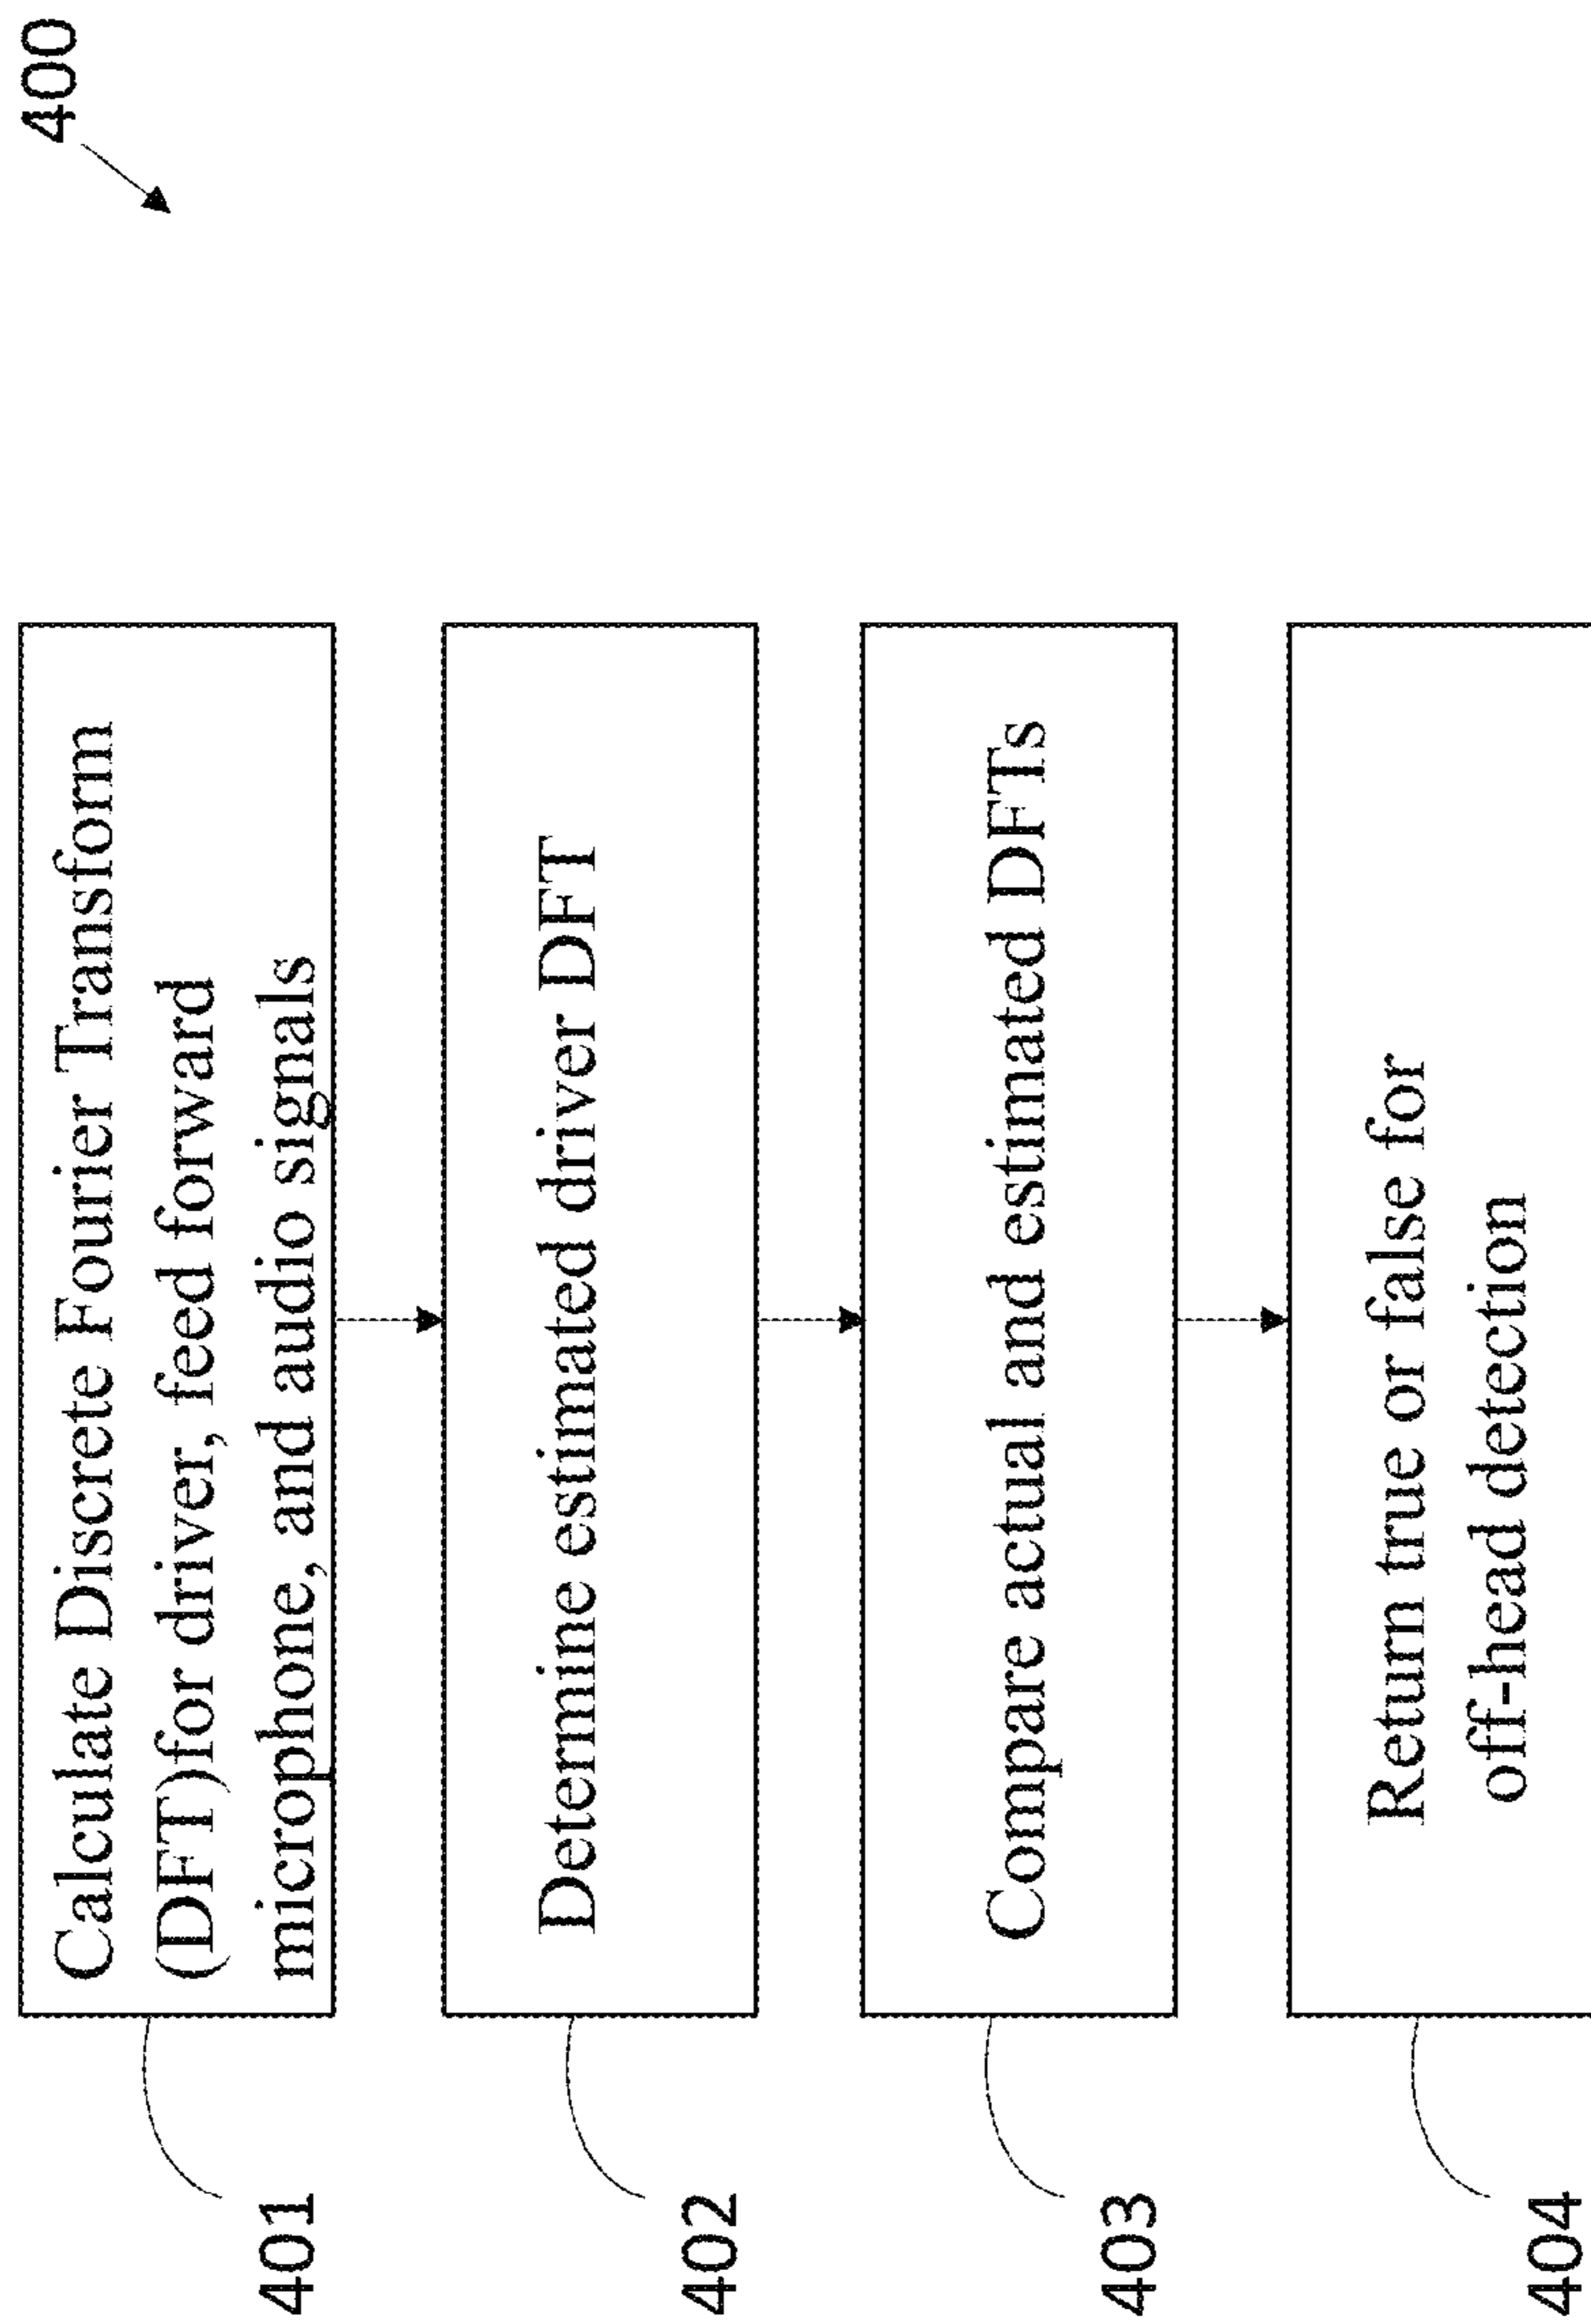 400
401
Calculate Discrete Fourier Transform
(DFT)for driver, feed forward
microphone, and audio signals
402
Determine estimated driver DFT
403
Compare actual and estimated DFTs
404
Return true or false for
off-head detection